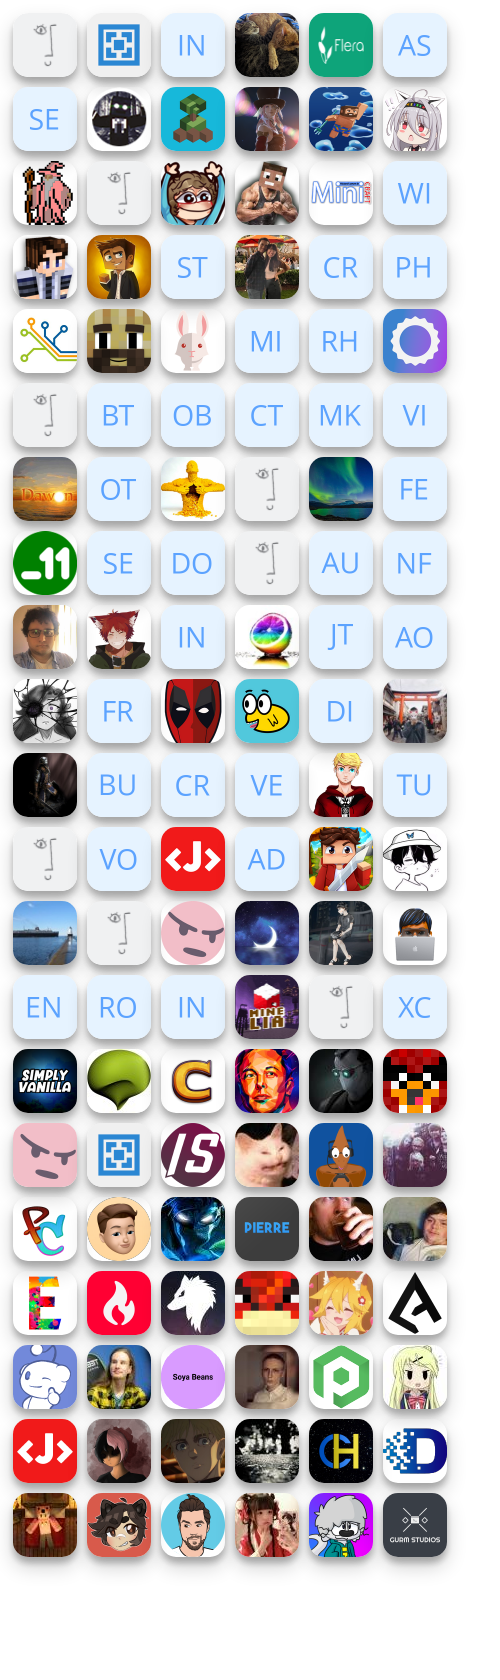 IN
Flera
AS
SE
Mini
CRAFT
WI
ST
CR
PH
MI
RH
BT
OB
CT
MK
VI
Dawn
OT
FE
_11
SE
DO
AU
NF
IN
JT
AO
FR
DI
BU
CR
VE
TU
VO
<J>
AD
EN
RO
IN
MINE
LIA
XC
SIMPLY
VANILLA
C
IS
PC
PIERRE
E
A
Soya Beans
P
<J>
CH
D
GURM STUDIOS